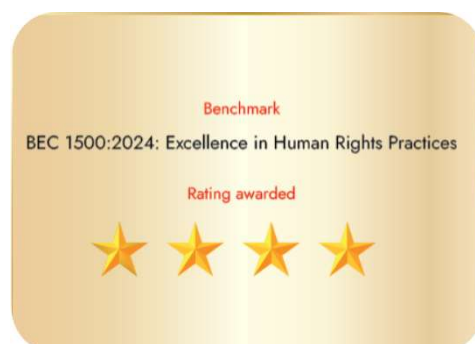 Benchmark
BEC 1500:2024: Excellence in Human Rights Practices
Rating awarded